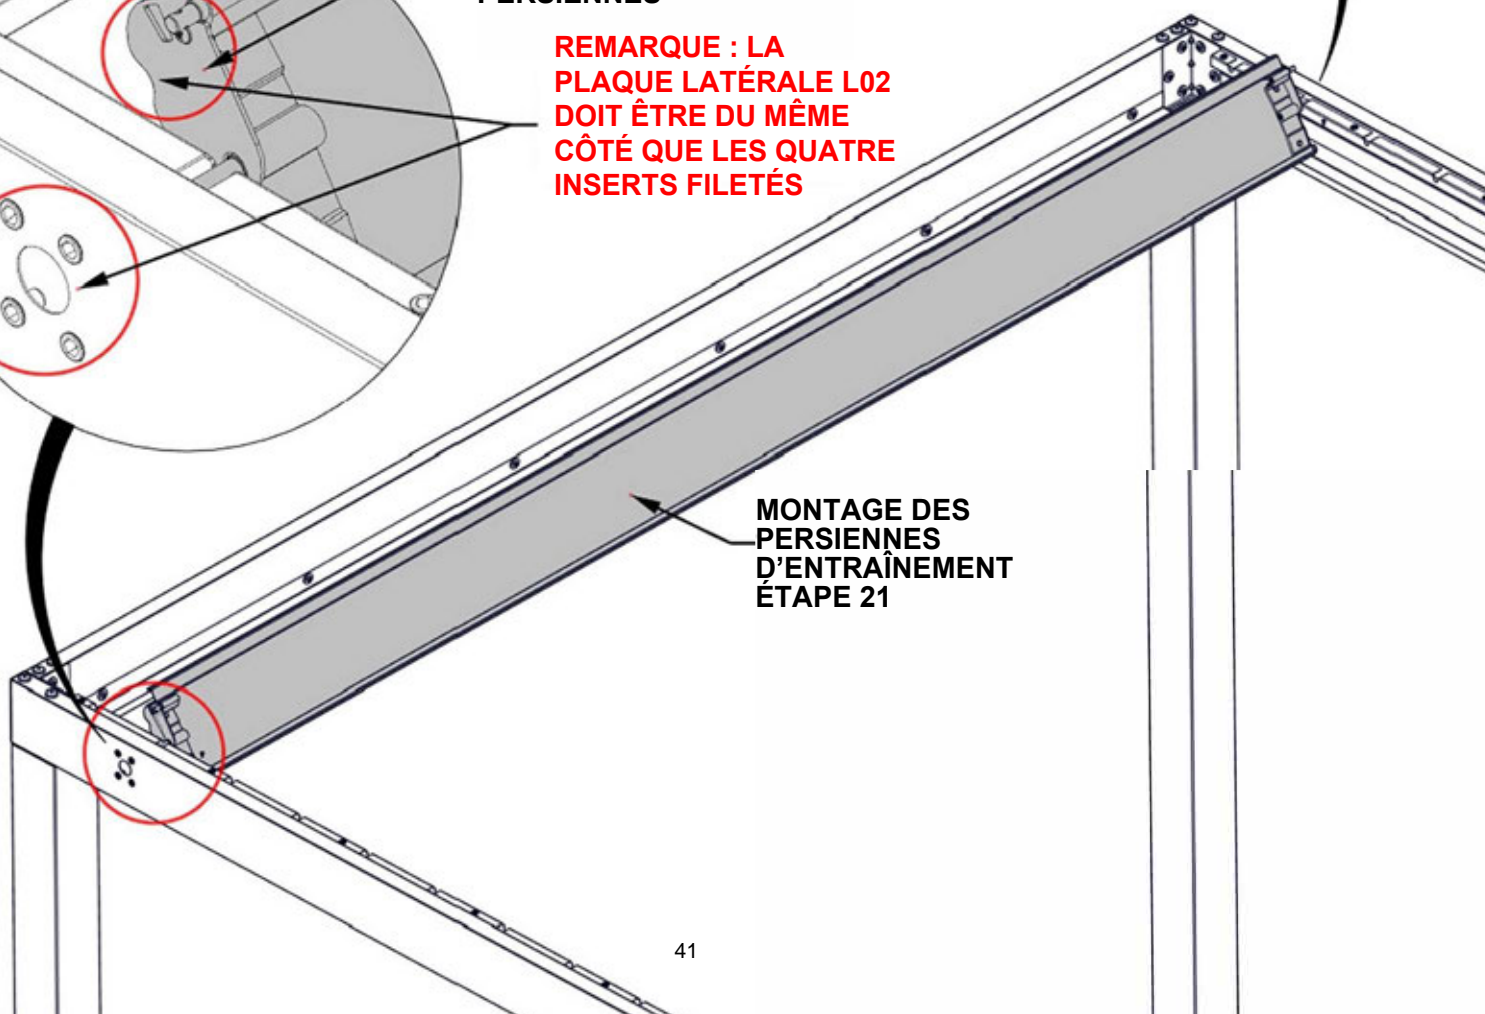 PERSIENNES
REMARQUE : LA
PLAQUE LATÉRALE L02
DOIT ÊTRE DU MÊME
CÔTÉ QUE LES QUATRE
INSERTS FILETÉS
MONTAGE DES
PERSIENNES
D’ENTRAÎNEMENT
ÉTAPE 21
41